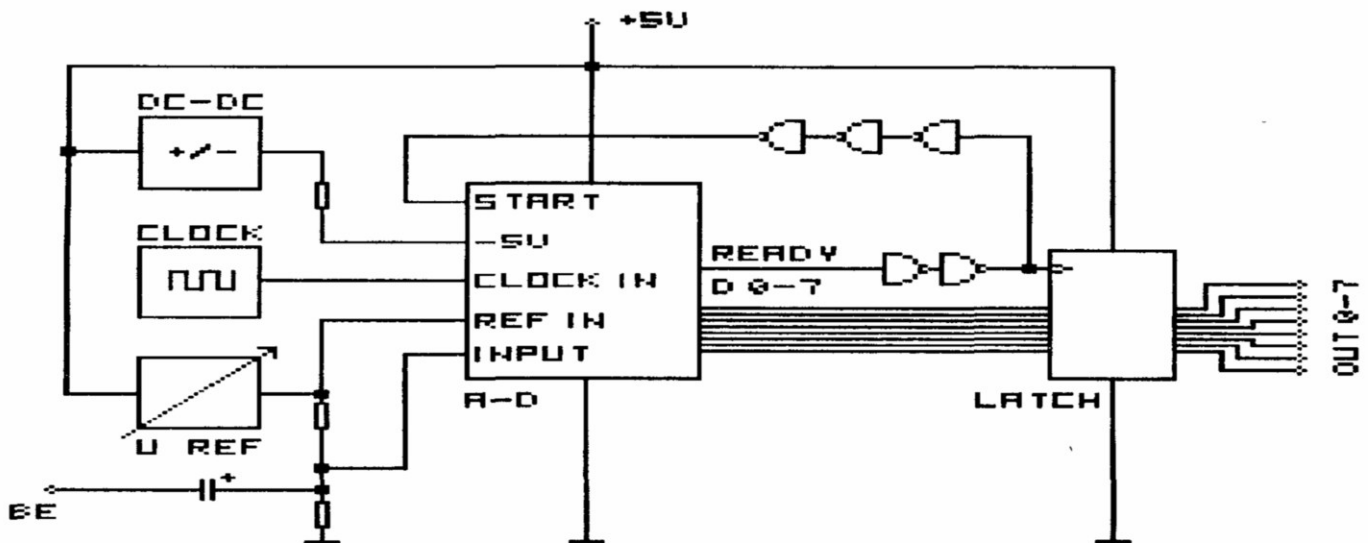 +5V
DC-DC
+ -
START
CLOCK
-5V
READY
CLOCK IN
D 0-7
REF IN
INPUT
OUT 0-7
A-D
LATCH
U REF
+
BE